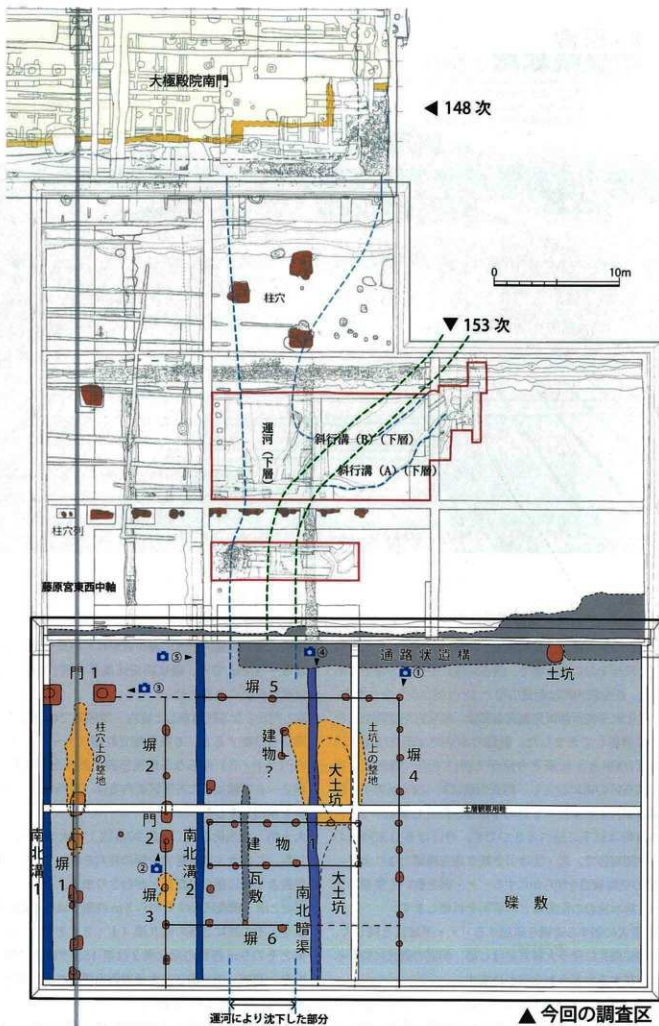 大極殿院南門
◀ 148 次
0 10m
柱穴
▼ 153 次
運河(下層)
斜行溝(B)(下層)
斜行溝(A)(下層)
柱穴列
藤原宮東西中軸
⑤
④
通路状遺構
土坑
①
門1
③
塀5
柱穴上の整地
塀2
建物?
大土坑
土坑上の整地
塀4
土層観察用畦
南北溝1
塀1
門2
②
塀3
南北溝2
建物1
瓦敷
南北暗渠
大土坑
礫敷
塀6
運河により沈下した部分
▲ 今回の調査区